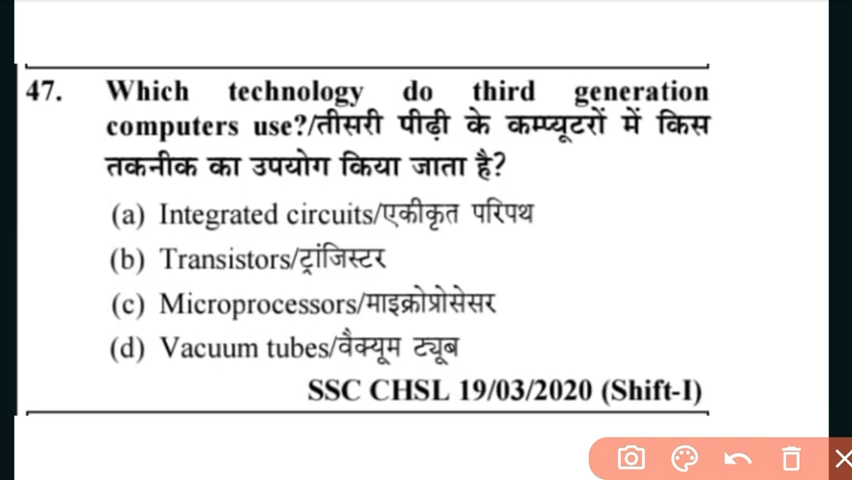 47. Which technology do third generation
computers use?/तीसरी पीढ़ी के कम्प्यूटरों में किस
तकनीक का उपयोग किया जाता है?
(a) Integrated circuits/एकीकृत परिपथ
(b) Transistors/ट्रांजिस्टर
(c) Microprocessors/माइक्रोप्रोसेसर
(d) Vacuum tubes/वैक्यूम ट्यूब
SSC CHSL 19/03/2020 (Shift-I)